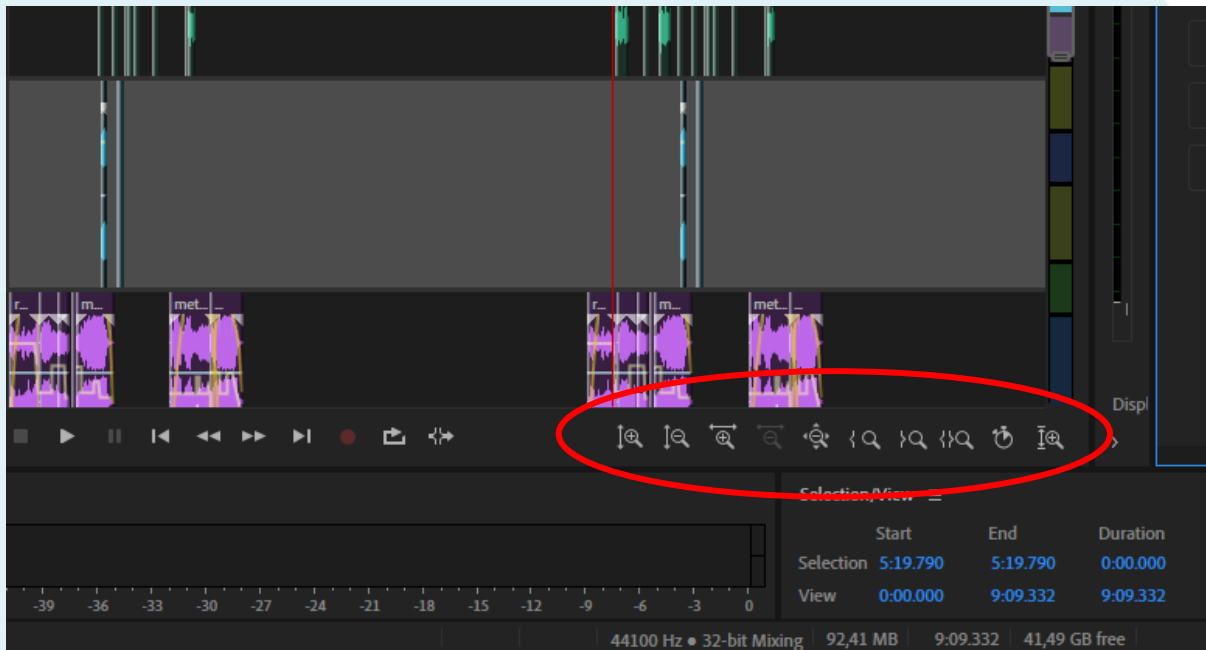 r... m... met... ... r... m... met... ...
Displ
Selection/View
Start End Duration
Selection 5:19.790 5:19.790 0:00.000
View 0:00.000 9:09.332 9:09.332
-39 -36 -33 -30 -27 -24 -21 -18 -15 -12 -9 -6 -3 0
44100 Hz ● 32-bit Mixing 92,41 MB 9:09.332 41,49 GB free